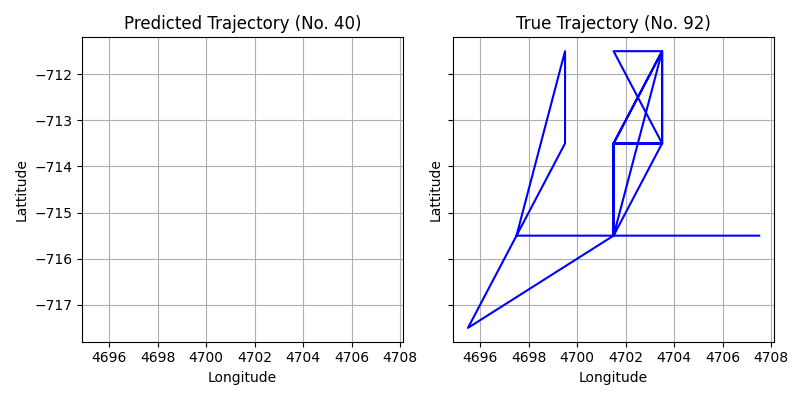 Predicted Trajectory (No. 40)
True Trajectory (No. 92)
Lattitude
−712
−713
−714
−715
−716
−717
4696 4698 4700 4702 4704 4706 4708
Longitude
Lattitude
4696 4698 4700 4702 4704 4706 4708
Longitude